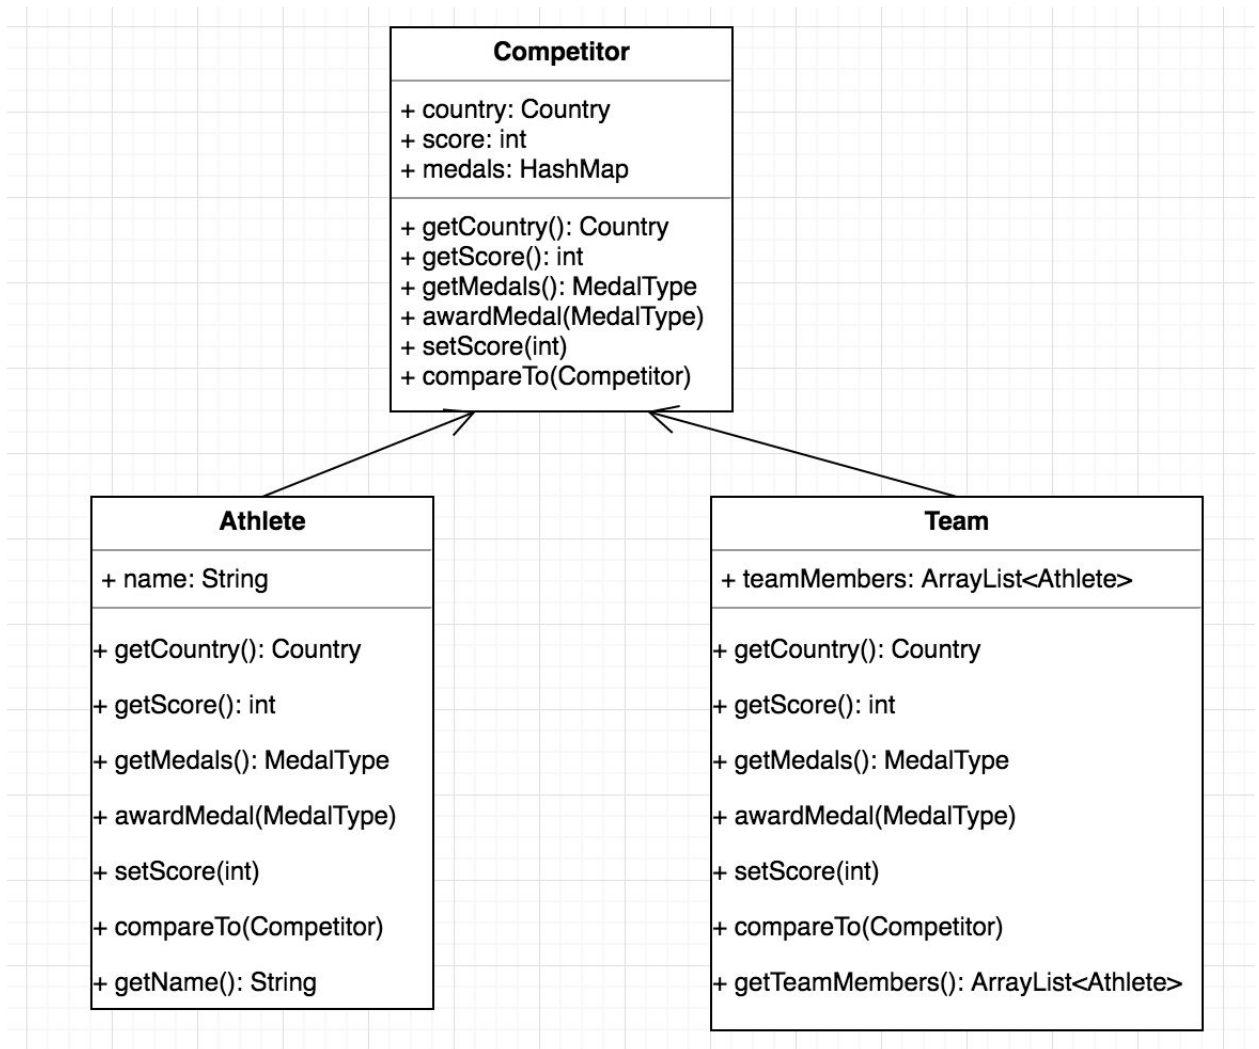 Competitor
+ country: Country
+ score: int
+ medals: HashMap
+ getCountry(): Country
+ getScore(): int
+ getMedals(): MedalType
+ awardMedal(MedalType)
+ setScore(int)
+ compareTo(Competitor)
Athlete
+ name: String
+ getCountry(): Country
+ getScore(): int
+ getMedals(): MedalType
+ awardMedal(MedalType)
+ setScore(int)
+ compareTo(Competitor)
+ getName(): String
Team
+ teamMembers: ArrayList<Athlete>
+ getCountry(): Country
+ getScore(): int
+ getMedals(): MedalType
+ awardMedal(MedalType)
+ setScore(int)
+ compareTo(Competitor)
+ getTeamMembers(): ArrayList<Athlete>